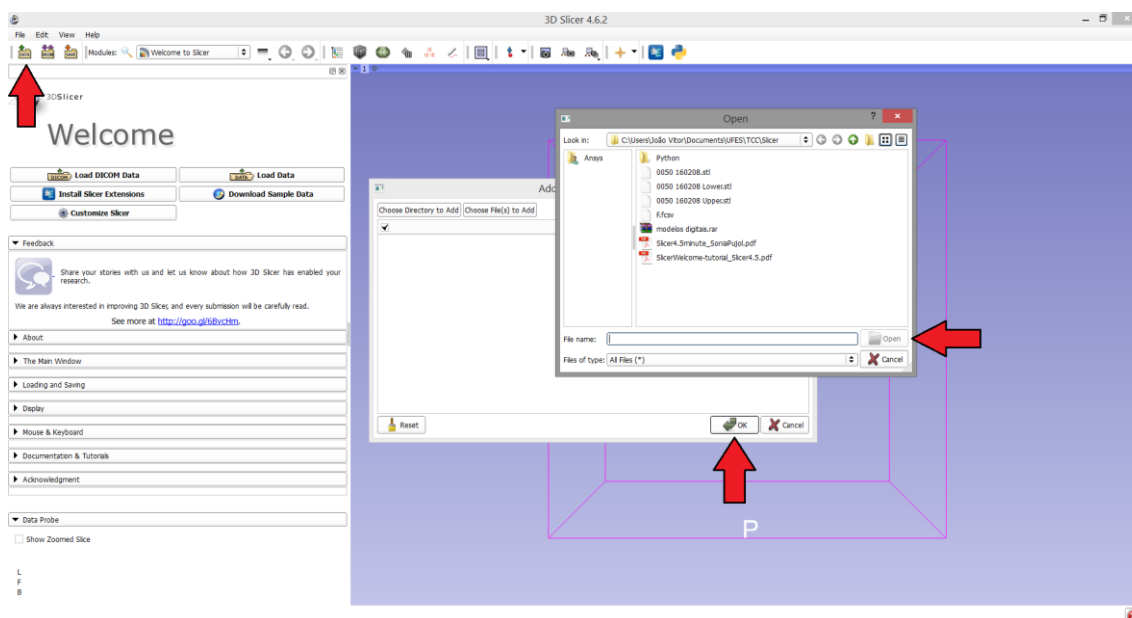 3D Slicer 4.6.2
File Edit View Help
DATA DCM SAVE Modules: Welcome to Slicer
1
3DSlicer
Welcome
DICOM Load DICOM Data
DATA Load Data
Install Slicer Extensions
Download Sample Data
Customize Slicer
Feedback
Share your stories with us and let us know about how 3D Slicer has enabled your
research.
We are always interested in improving 3D Slicer, and every submission will be carefully read.
See more at http://goo.gl/6BvcHm.
About
The Main Window
Loading and Saving
Display
Mouse & Keyboard
Documentation & Tutorials
Acknowledgment
Data Probe
Show Zoomed Slice
L
F
B
Add
Choose Directory to Add Choose File(s) to Add
Reset
OK
Cancel
Open
?
Look in: C:\Users\João Vitor\Documents\UFES\TCC\Slicer
Ansys
Python
0050 160208.stl
0050 160208 Lower.stl
0050 160208 Upper.stl
F.fcsv
modelos digitais.rar
Slicer4.5minute_SoniaPujol.pdf
SlicerWelcome-tutorial_Slicer4.5.pdf
File name:
Open
Files of type: All Files (*)
Cancel
P